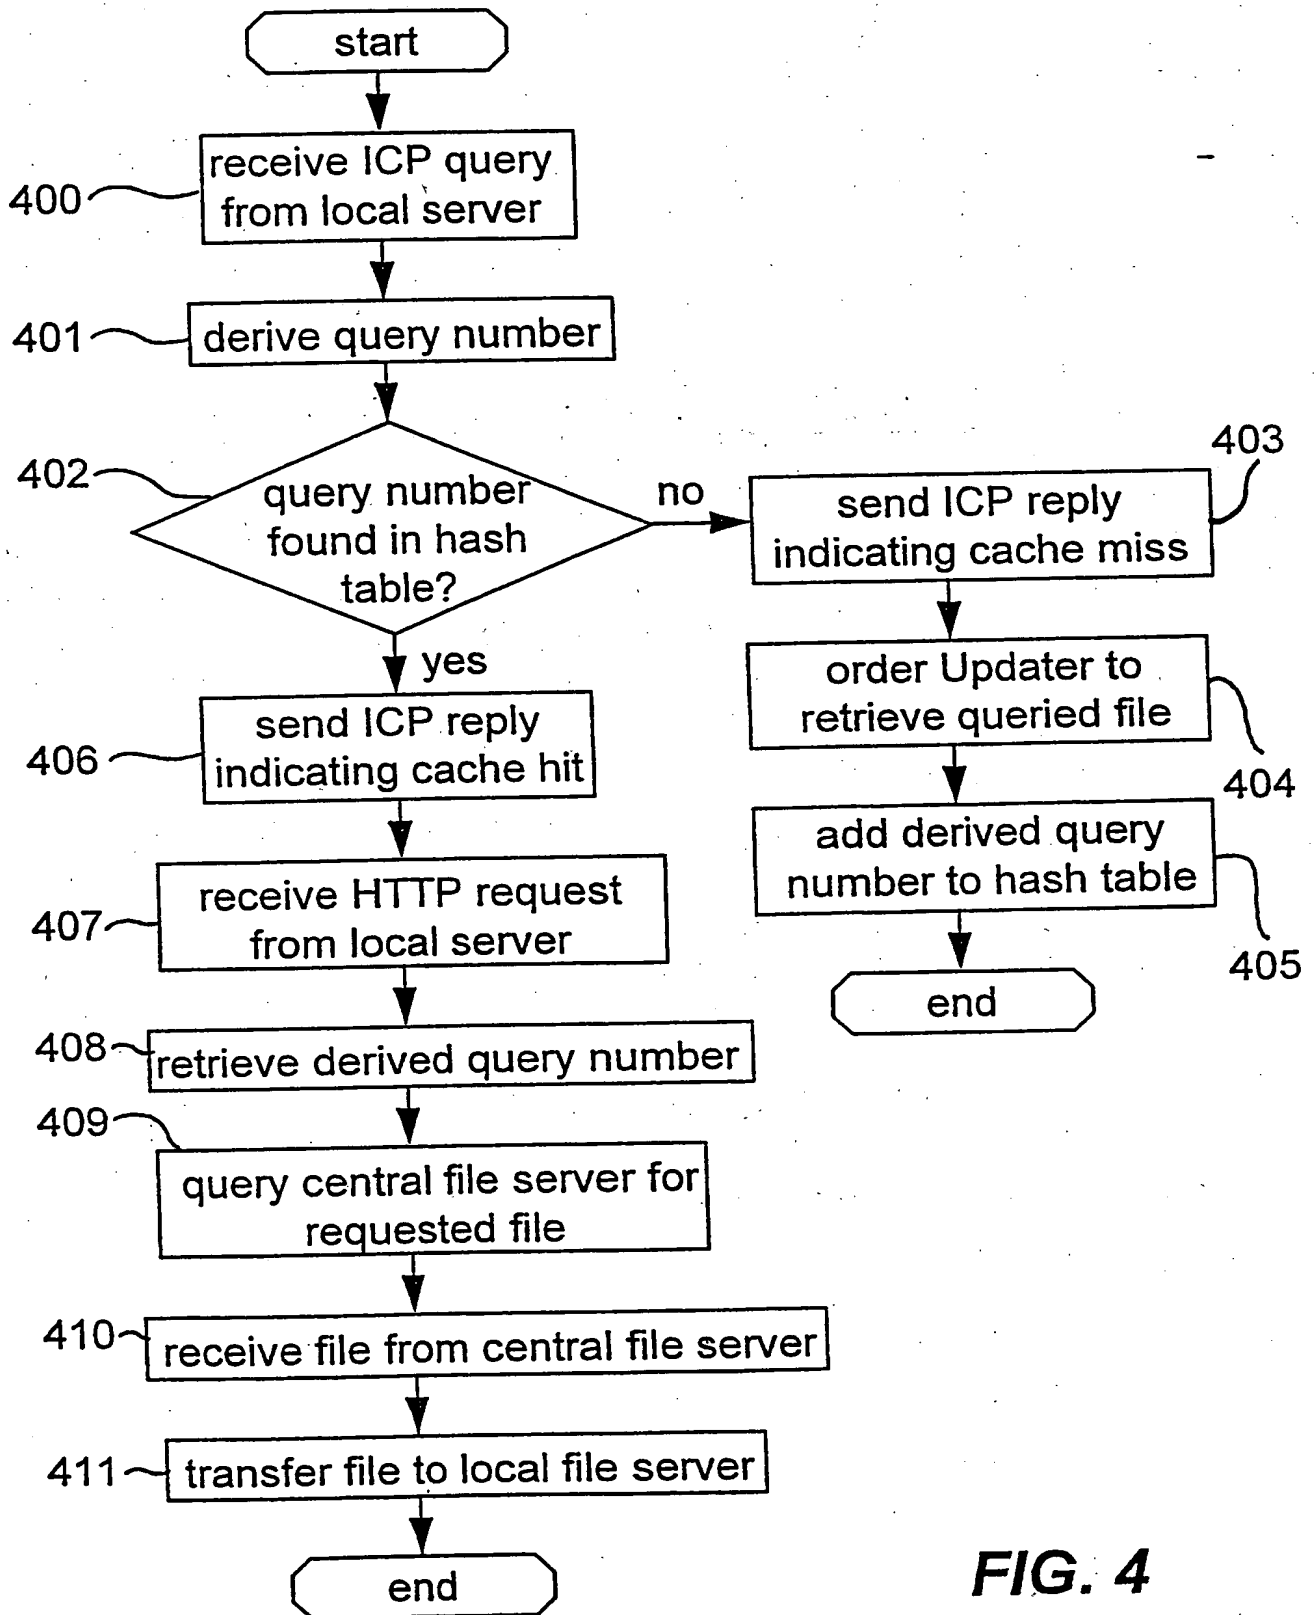 start
400
receive ICP query
from local server
401
derive query number
402
query number
found in hash
table?
no
403
send ICP reply
indicating cache miss
order Updater to
retrieve queried file
404
add derived query
number to hash table
405
end
yes
406
send ICP reply
indicating cache hit
407
receive HTTP request
from local server
408
retrieve derived query number
409
query central file server for
requested file
410
receive file from central file server
411
transfer file to local file server
end
FIG. 4